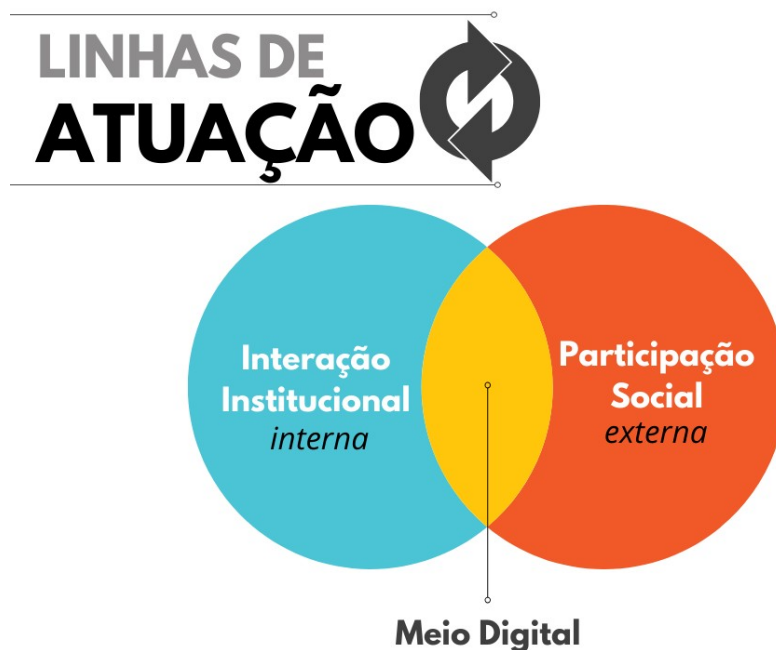 LINHAS DE
ATUAÇÃO
Interação
Institucional
interna
Participação
Social
externa
Meio Digital